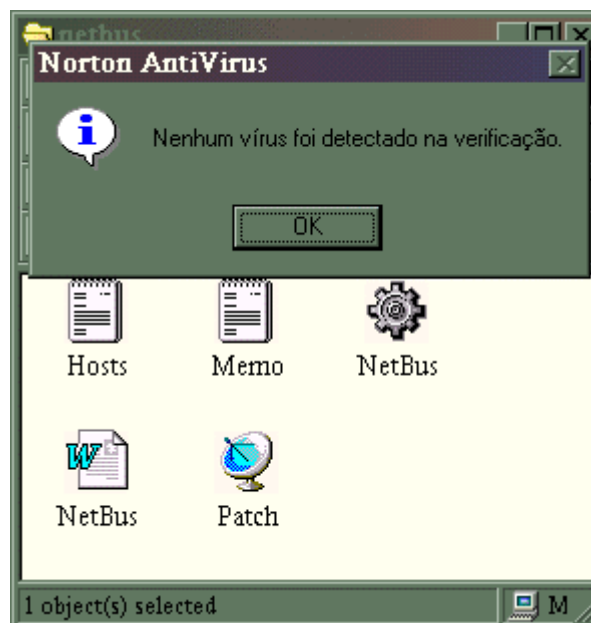 netbus
Norton AntiVirus
Nenhum vírus foi detectado na verificação.
OK
Hosts Memo NetBus
NetBus Patch
1 object(s) selected M